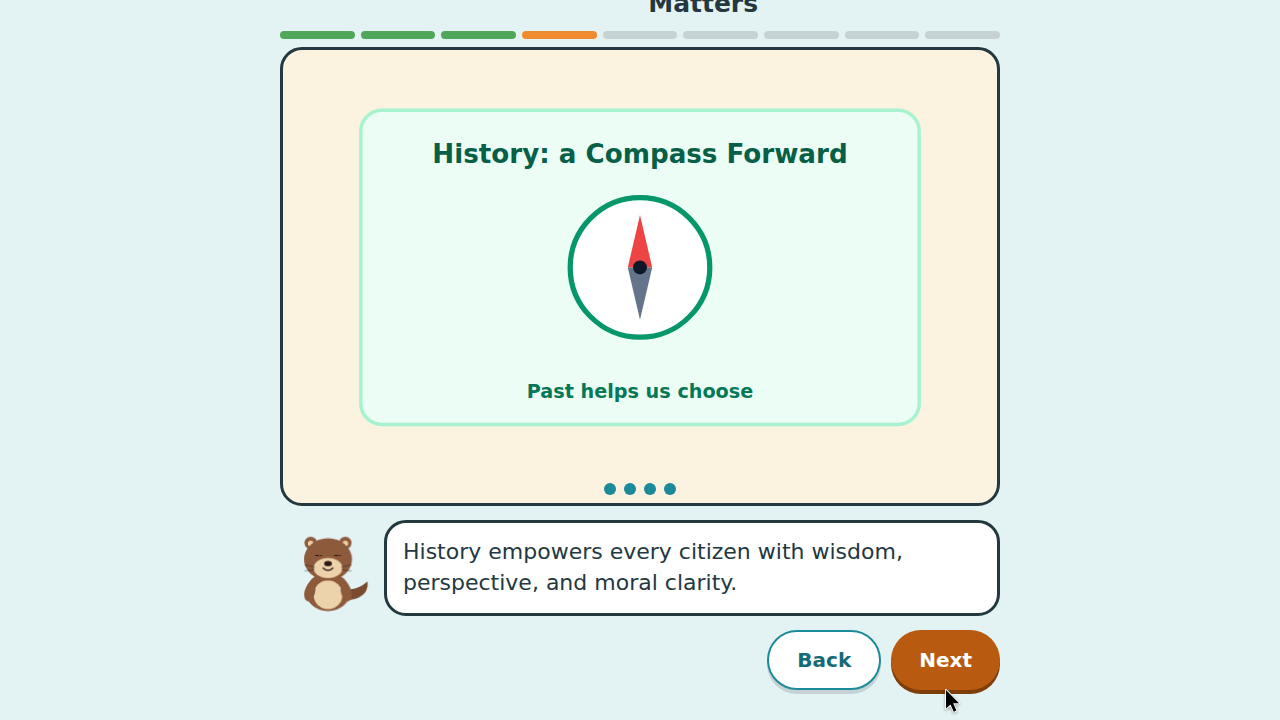 Matters
History: a Compass Forward
Past helps us choose
History empowers every citizen with wisdom,
perspective, and moral clarity.
Back
Next